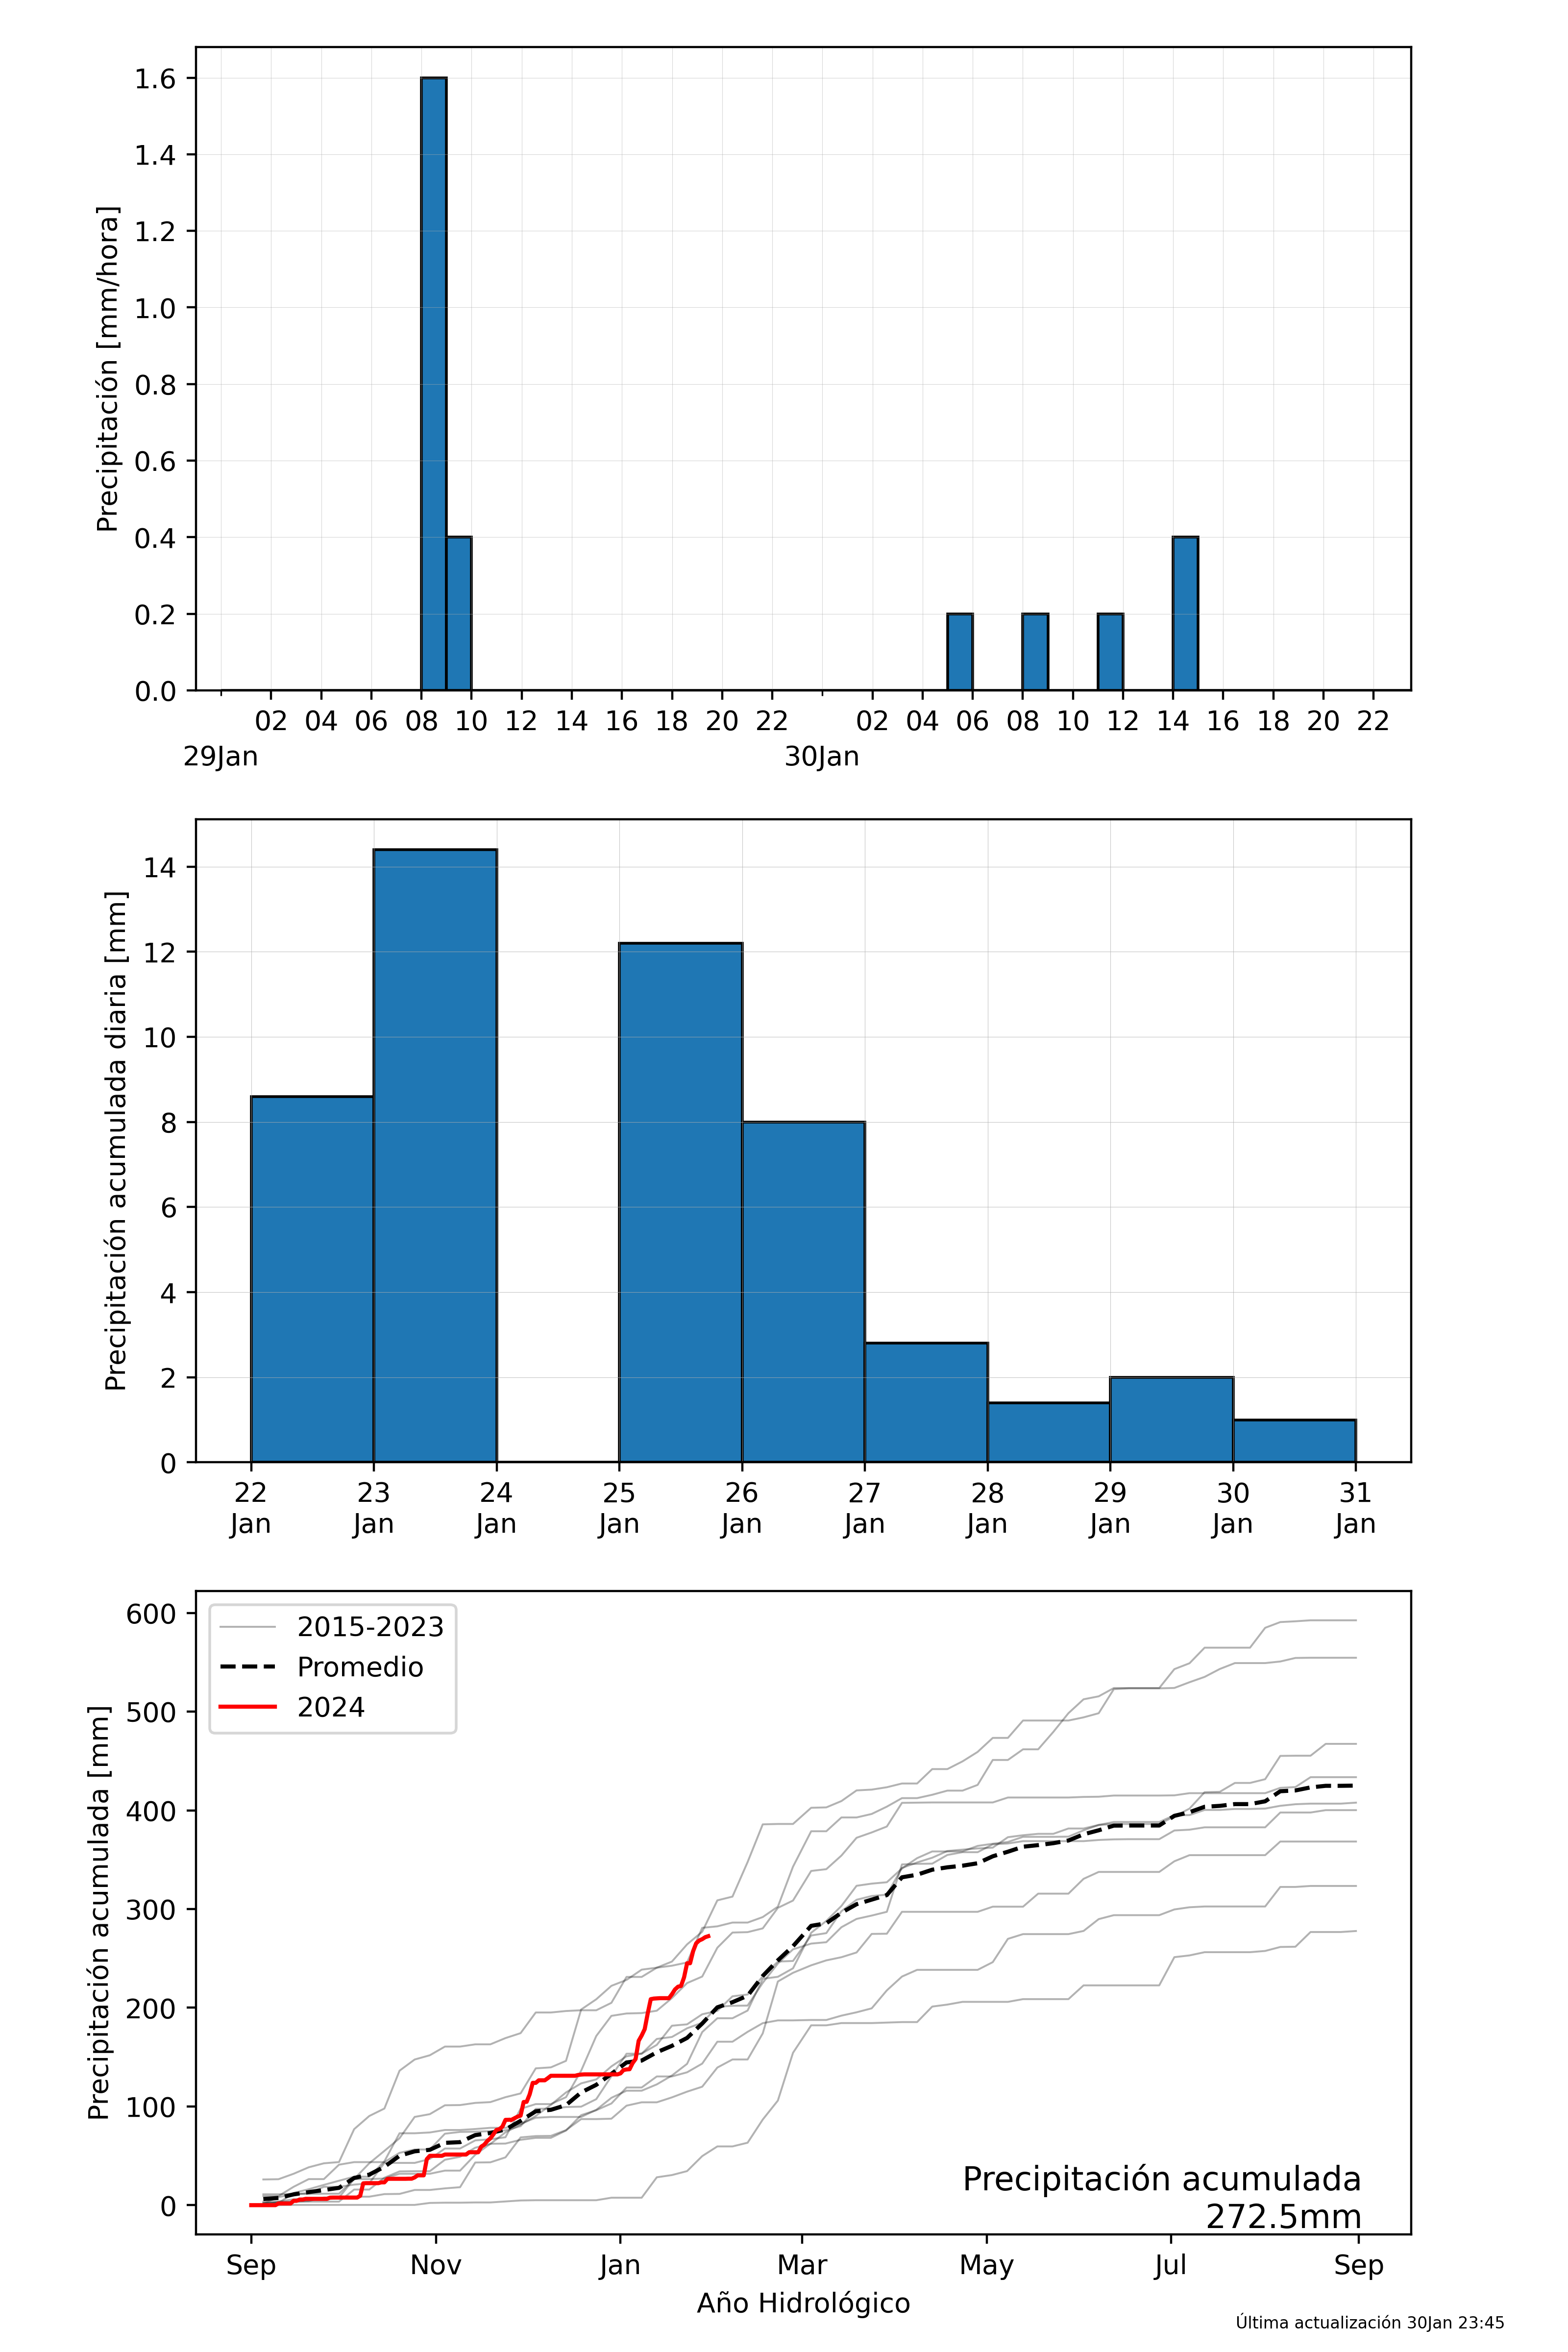 1.6
1.4
1.2
1.0
0.8
0.6
0.4
0.2
0.0
Precipitación [mm/hora]
02 04 06 08 10 12 14 16 18 20 22 02 04 06 08 10 12 14 16 18 20 22
29Jan 30Jan
14
12
10
8
6
4
2
0
Precipitación acumulada diaria [mm]
22 23 24 25 26 27 28 29 30 31
Jan Jan Jan Jan Jan Jan Jan Jan Jan Jan
600
500
400
300
200
100
0
Precipitación acumulada [mm]
2015-2023
Promedio
2024
Precipitación acumulada
272.5mm
Sep Nov Jan Mar May Jul Sep
Año Hidrológico
Última actualización 30Jan 23:45